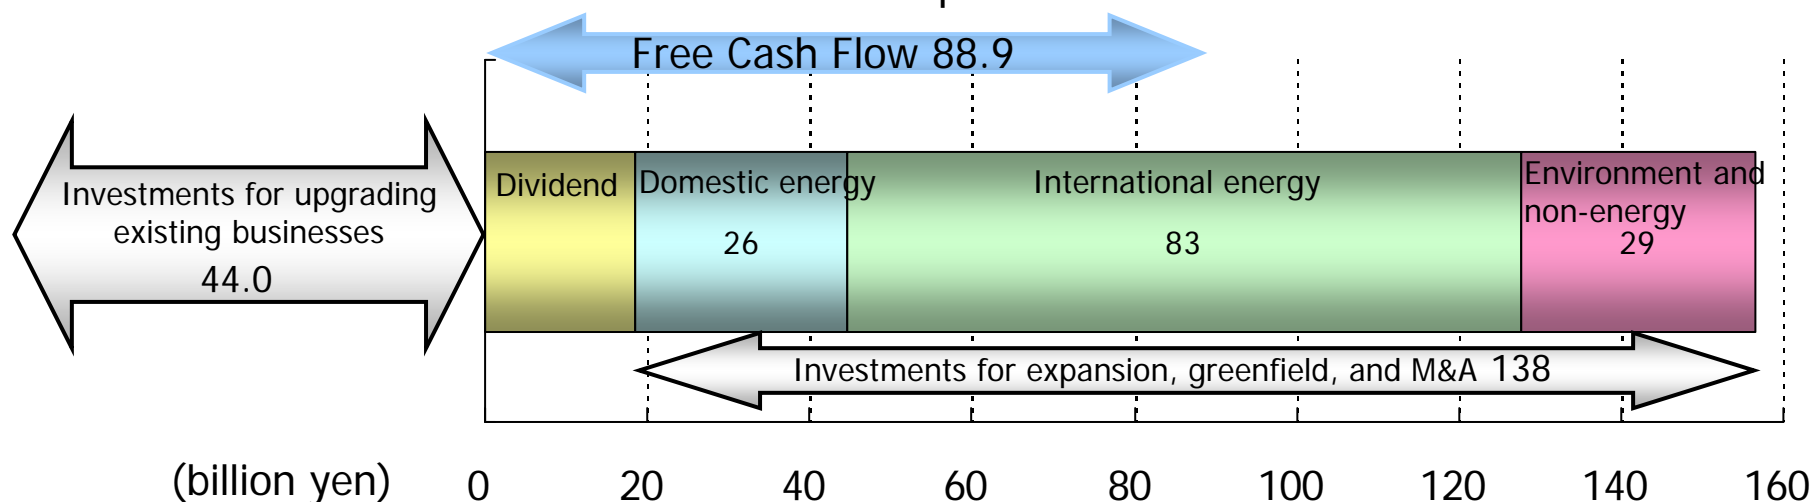 Free Cash Flow 88.9
Investments for upgrading
existing businesses
44.0
Dividend
Domestic energy
26
International energy
83
Environment and
non-energy
29
Investments for expansion, greenfield, and M&A 138
(billion yen) 0 20 40 60 80 100 120 140 160